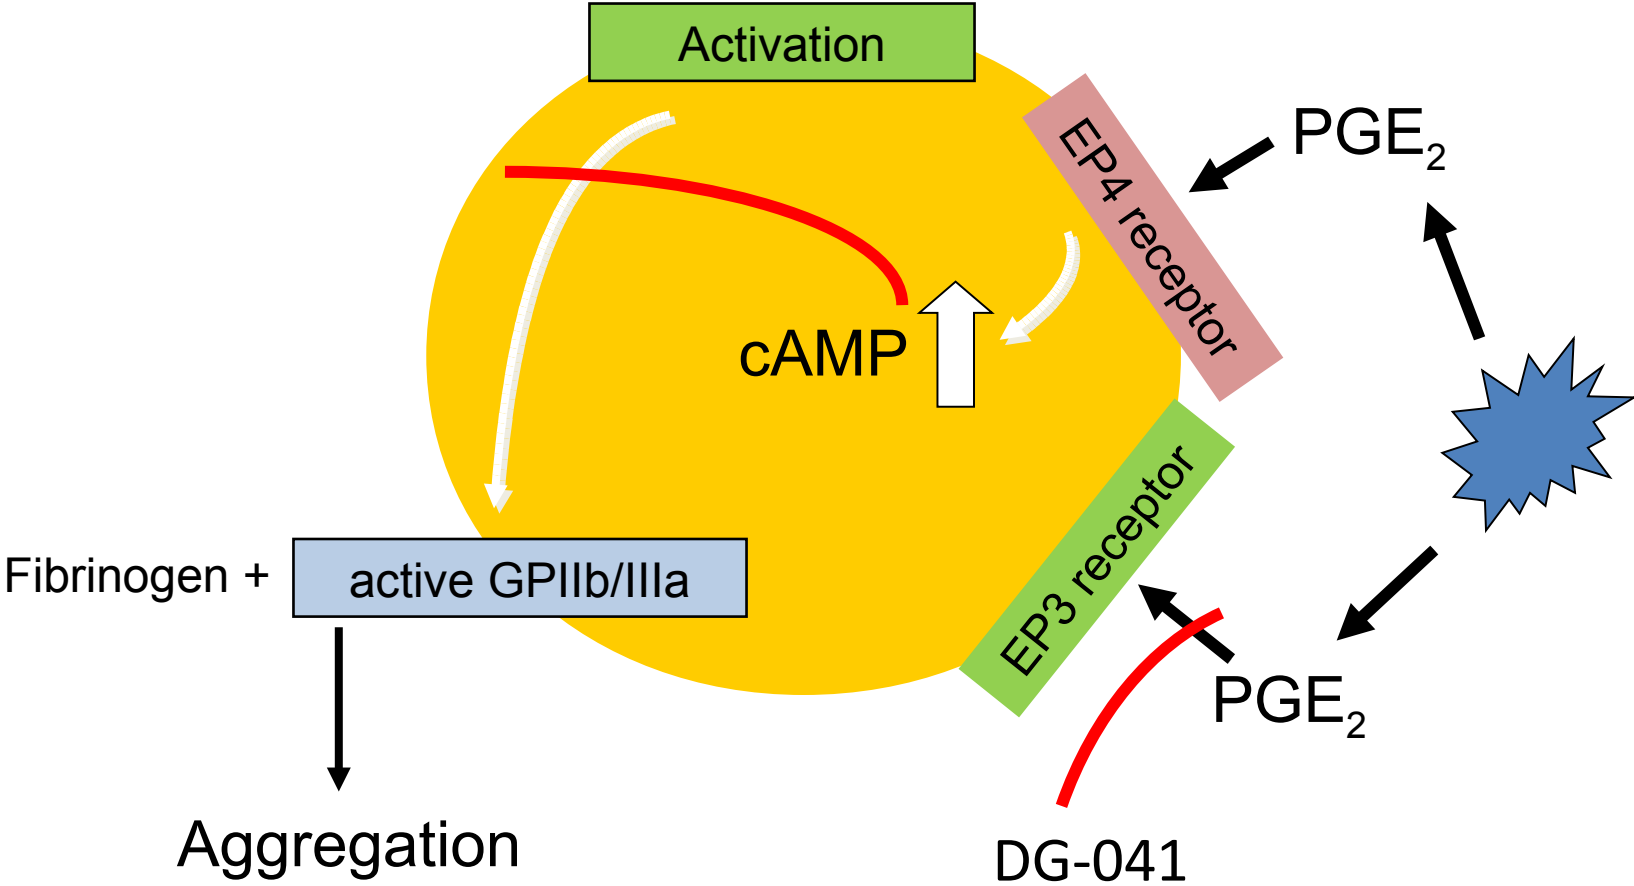 Activation
PGE₂
EP4 receptor
cAMP
EP3 receptor
Fibrinogen +
active GPIIb/IIIa
PGE₂
Aggregation
DG-041